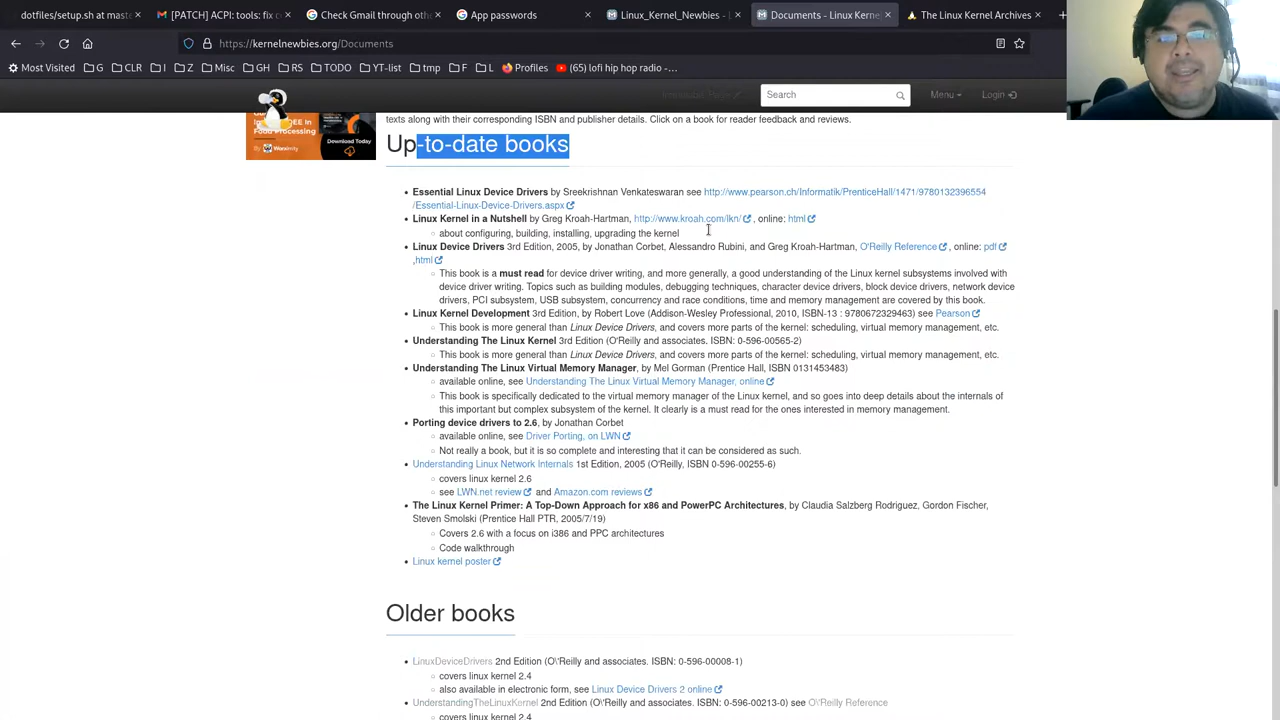 dotfiles/setup.sh at maste
[PATCH] ACPI: tools: fix c
Check Gmail through othe
App passwords
Linux_Kernel_Newbies - L
Documents - Linux Kernel
The Linux Kernel Archives
https://kernelnewbies.org/Documents
Most Visited G CLR I Z Misc GH RS TODO YT-list tmp F L Profiles (65) lofi hip hop radio -...
Search Menu Login
texts along with their corresponding ISBN and publisher details. Click on a book for reader feedback and reviews.
Food Processing
Download Today
Up-to-date books
Essential Linux Device Drivers by Sreekrishnan Venkateswaran see http://www.pearson.ch/Informatik/PrenticeHall/1471/9780132396554
/Essential-Linux-Device-Drivers.aspx
Linux Kernel in a Nutshell by Greg Kroah-Hartman, http://www.kroah.com/lkn/ , online: html
about configuring, building, installing, upgrading the kernel
Linux Device Drivers 3rd Edition, 2005, by Jonathan Corbet, Alessandro Rubini, and Greg Kroah-Hartman, O'Reilly Reference , online: pdf
,html
This book is a must read for device driver writing, and more generally, a good understanding of the Linux kernel subsystems involved with
device driver writing. Topics such as building modules, debugging techniques, character device drivers, block device drivers, network device
drivers, PCI subsystem, USB subsystem, concurrency and race conditions, time and memory management are covered by this book.
Linux Kernel Development 3rd Edition, by Robert Love (Addison-Wesley Professional, 2010, ISBN-13 : 9780672329463) see Pearson
This book is more general than Linux Device Drivers, and covers more parts of the kernel: scheduling, virtual memory management, etc.
Understanding The Linux Kernel 3rd Edition (O'Reilly and associates. ISBN: 0-596-00565-2)
This book is more general than Linux Device Drivers, and covers more parts of the kernel: scheduling, virtual memory management, etc.
Understanding The Linux Virtual Memory Manager, by Mel Gorman (Prentice Hall, ISBN 0131453483)
available online, see Understanding The Linux Virtual Memory Manager, online
This book is specifically dedicated to the virtual memory manager of the Linux kernel, and so goes into deep details about the internals of
this important but complex subsystem of the kernel. It clearly is a must read for the ones interested in memory management.
Porting device drivers to 2.6, by Jonathan Corbet
available online, see Driver Porting, on LWN
Not really a book, but it is so complete and interesting that it can be considered as such.
Understanding Linux Network Internals 1st Edition, 2005 (O'Reilly, ISBN 0-596-00255-6)
covers linux kernel 2.6
see LWN.net review and Amazon.com reviews
The Linux Kernel Primer: A Top-Down Approach for x86 and PowerPC Architectures, by Claudia Salzberg Rodriguez, Gordon Fischer,
Steven Smolski (Prentice Hall PTR, 2005/7/19)
Covers 2.6 with a focus on i386 and PPC architectures
Code walkthrough
Linux kernel poster
Older books
LinuxDeviceDrivers 2nd Edition (O\'Reilly and associates. ISBN: 0-596-00008-1)
covers linux kernel 2.4
also available in electronic form, see Linux Device Drivers 2 online
UnderstandingTheLinuxKernel 2nd Edition (O\'Reilly and associates. ISBN: 0-596-00213-0) see O\'Reilly Reference
covers linux kernel 2.4